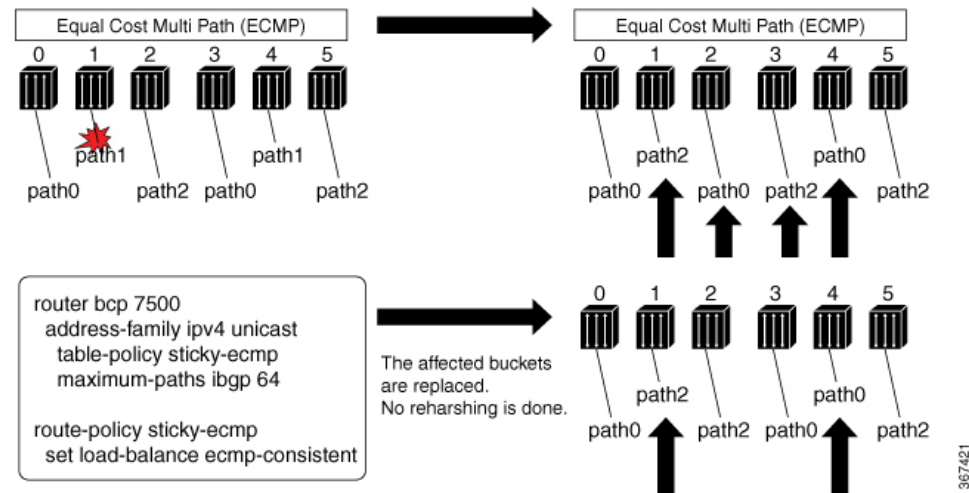 Equal Cost Multi Path (ECMP)
0 1 2 3 4 5
path1 path1
path0 path2 path0 path2
Equal Cost Multi Path (ECMP)
0 1 2 3 4 5
path2 path0
path0 path0 path2 path2
router bcp 7500
address-family ipv4 unicast
table-policy sticky-ecmp
maximum-paths ibgp 64
route-policy sticky-ecmp
set load-balance ecmp-consistent
The affected buckets
are replaced.
No reharshing is done.
0 1 2 3 4 5
path2 path0
path0 path2 path0 path2
367421